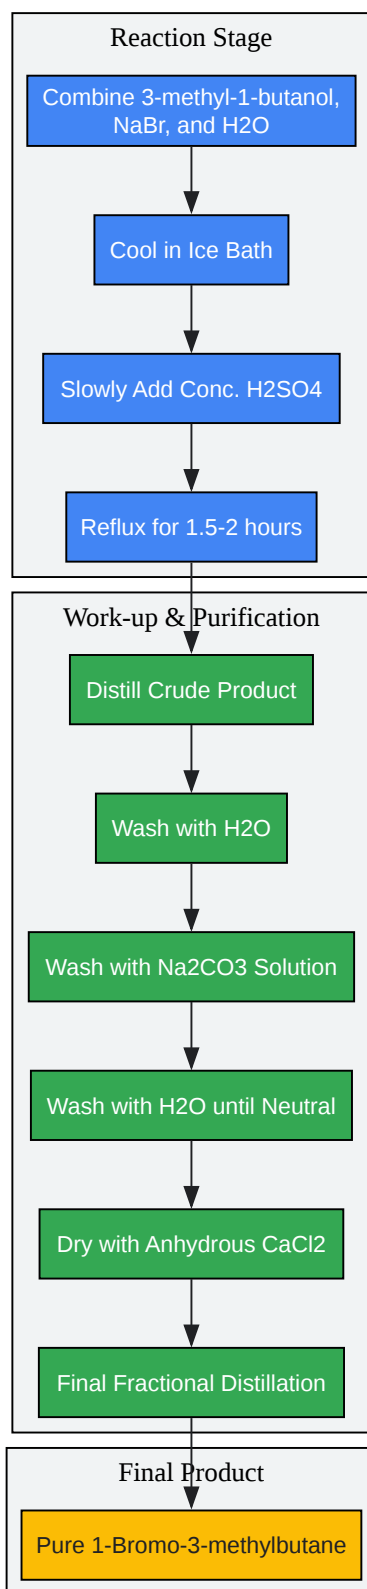 Reaction Stage
Combine 3-methyl-1-butanol,
NaBr, and H2O
Cool in Ice Bath
Slowly Add Conc. H2SO4
Reflux for 1.5-2 hours
Work-up & Purification
Distill Crude Product
Wash with H2O
Wash with Na2CO3 Solution
Wash with H2O until Neutral
Dry with Anhydrous CaCl2
Final Fractional Distillation
Final Product
Pure 1-Bromo-3-methylbutane